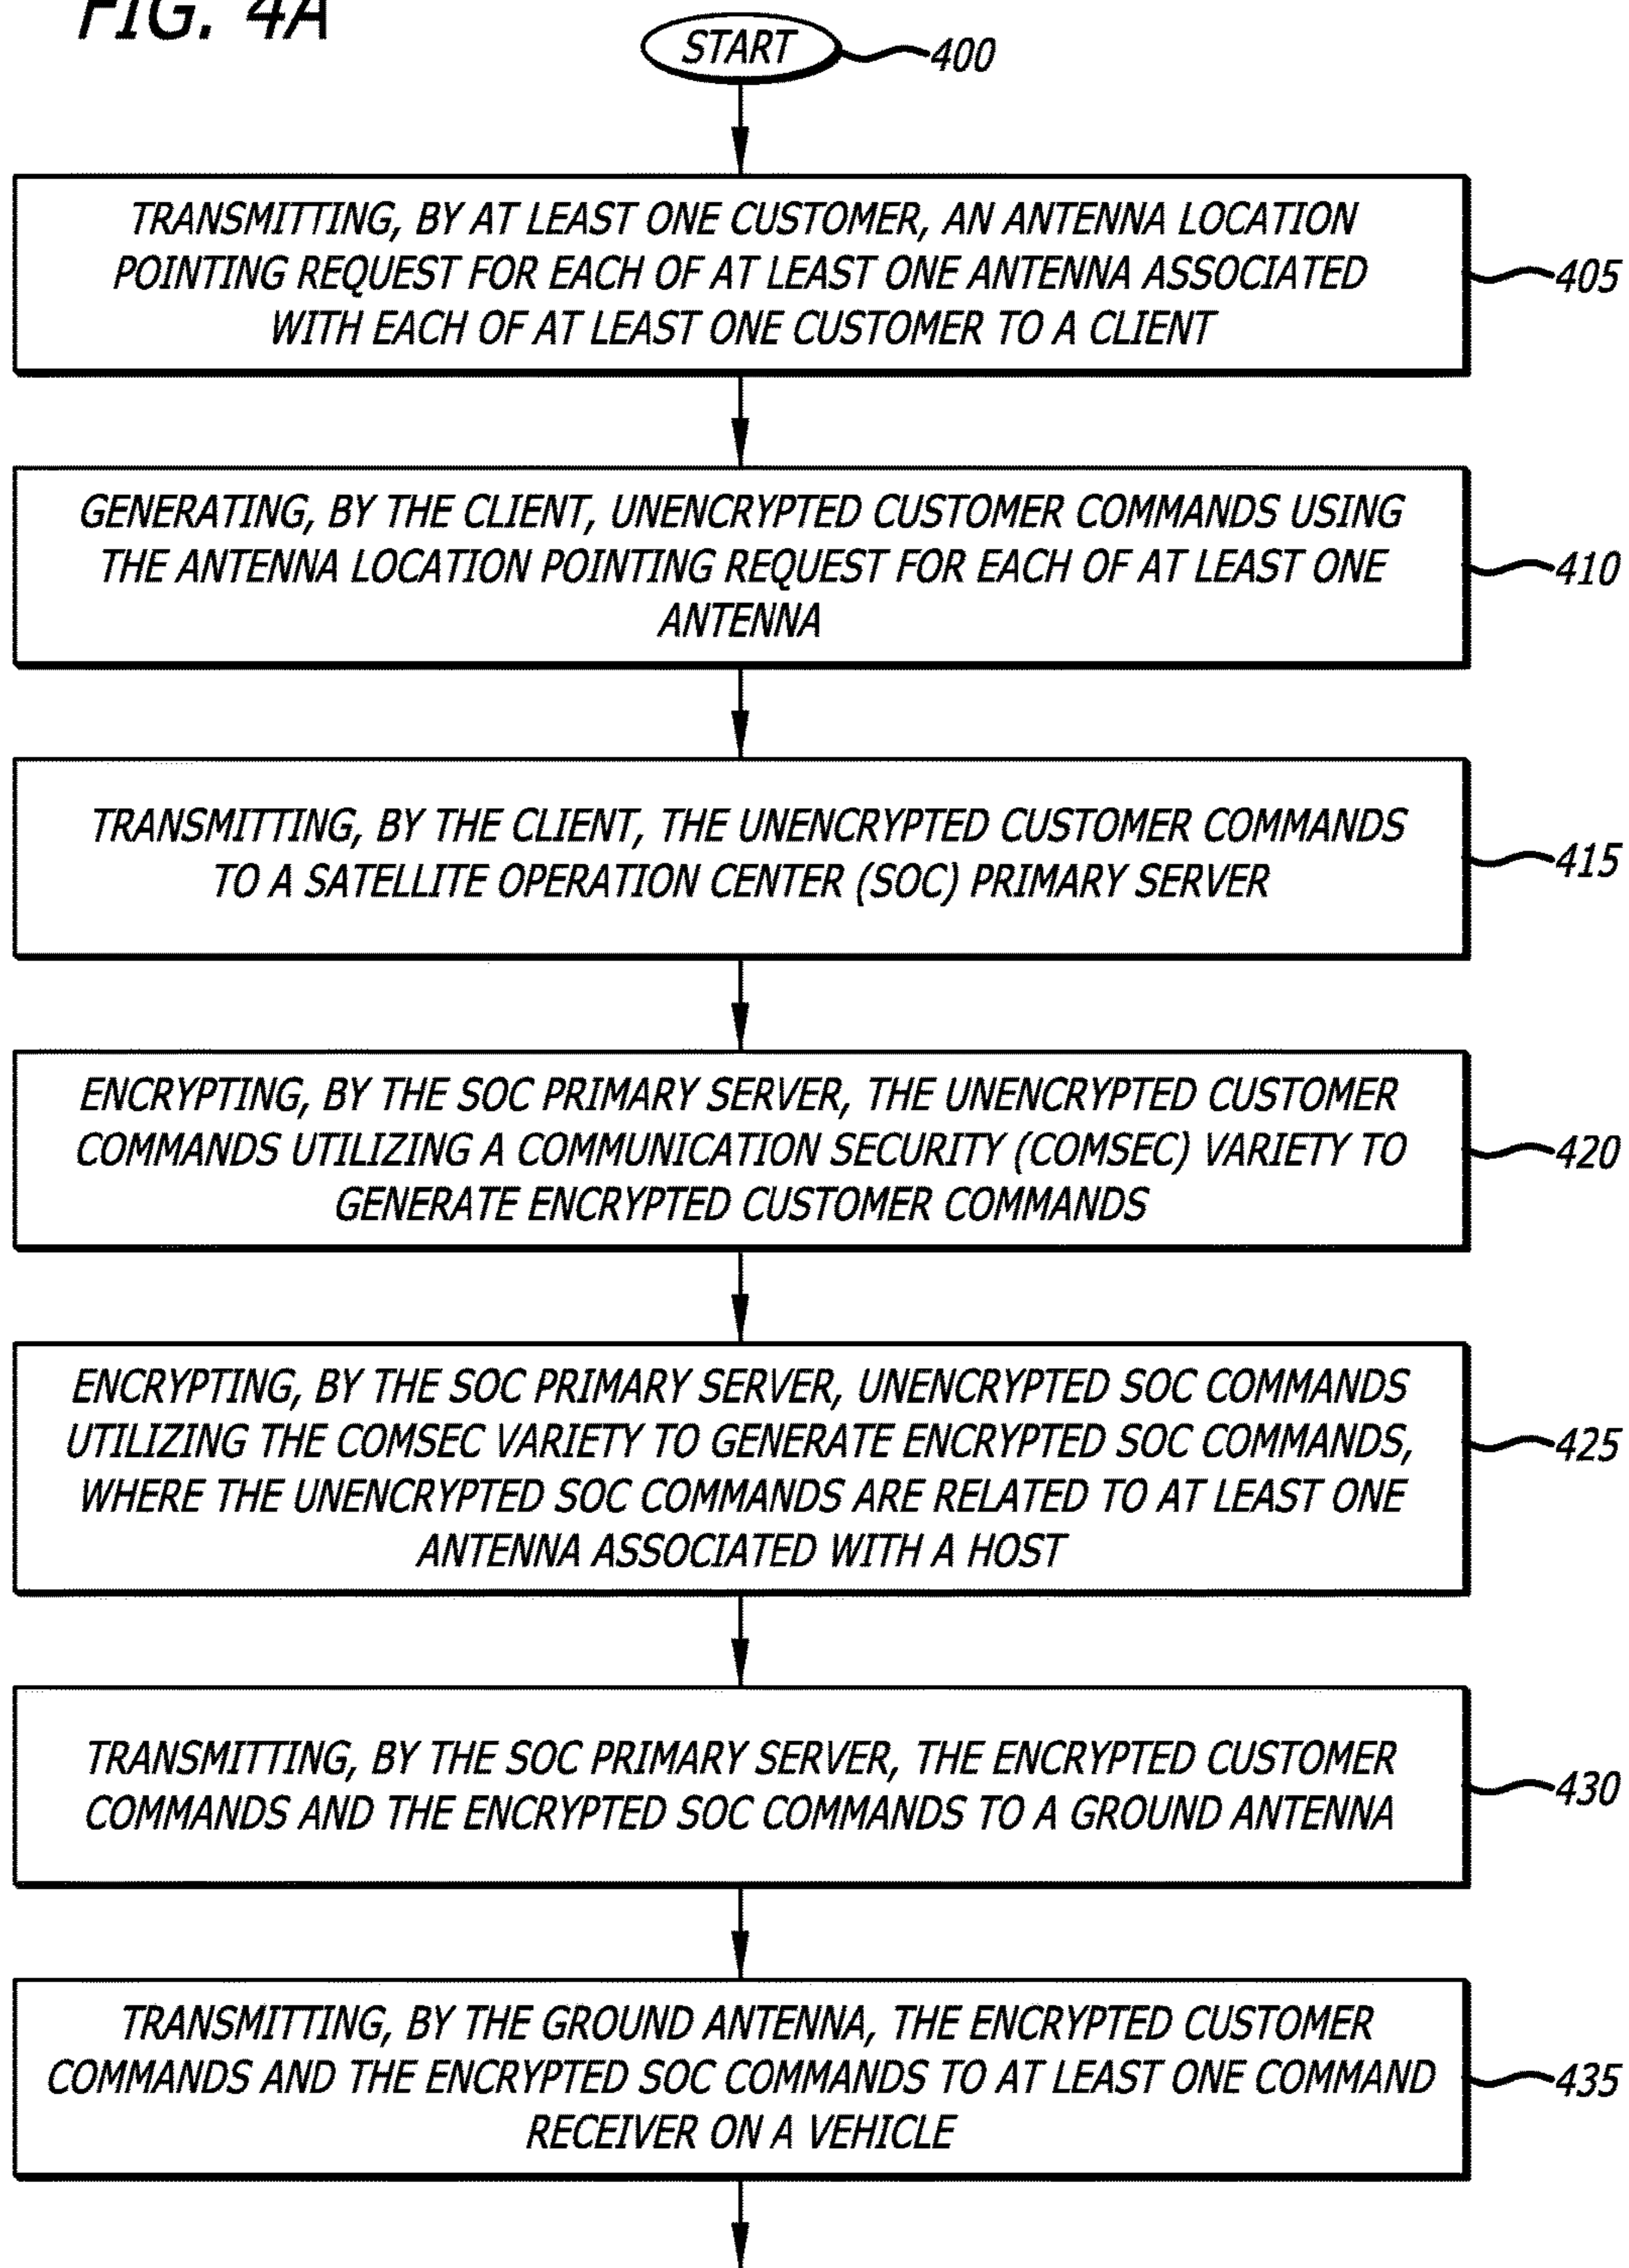 FIG. 4A
START
400
TRANSMITTING, BY AT LEAST ONE CUSTOMER, AN ANTENNA LOCATION
POINTING REQUEST FOR EACH OF AT LEAST ONE ANTENNA ASSOCIATED
WITH EACH OF AT LEAST ONE CUSTOMER TO A CLIENT
405
GENERATING, BY THE CLIENT, UNENCRYPTED CUSTOMER COMMANDS USING
THE ANTENNA LOCATION POINTING REQUEST FOR EACH OF AT LEAST ONE
ANTENNA
410
TRANSMITTING, BY THE CLIENT, THE UNENCRYPTED CUSTOMER COMMANDS
TO A SATELLITE OPERATION CENTER (SOC) PRIMARY SERVER
415
ENCRYPTING, BY THE SOC PRIMARY SERVER, THE UNENCRYPTED CUSTOMER
COMMANDS UTILIZING A COMMUNICATION SECURITY (COMSEC) VARIETY TO
GENERATE ENCRYPTED CUSTOMER COMMANDS
420
ENCRYPTING, BY THE SOC PRIMARY SERVER, UNENCRYPTED SOC COMMANDS
UTILIZING THE COMSEC VARIETY TO GENERATE ENCRYPTED SOC COMMANDS,
WHERE THE UNENCRYPTED SOC COMMANDS ARE RELATED TO AT LEAST ONE
ANTENNA ASSOCIATED WITH A HOST
425
TRANSMITTING, BY THE SOC PRIMARY SERVER, THE ENCRYPTED CUSTOMER
COMMANDS AND THE ENCRYPTED SOC COMMANDS TO A GROUND ANTENNA
430
TRANSMITTING, BY THE GROUND ANTENNA, THE ENCRYPTED CUSTOMER
COMMANDS AND THE ENCRYPTED SOC COMMANDS TO AT LEAST ONE COMMAND
RECEIVER ON A VEHICLE
435